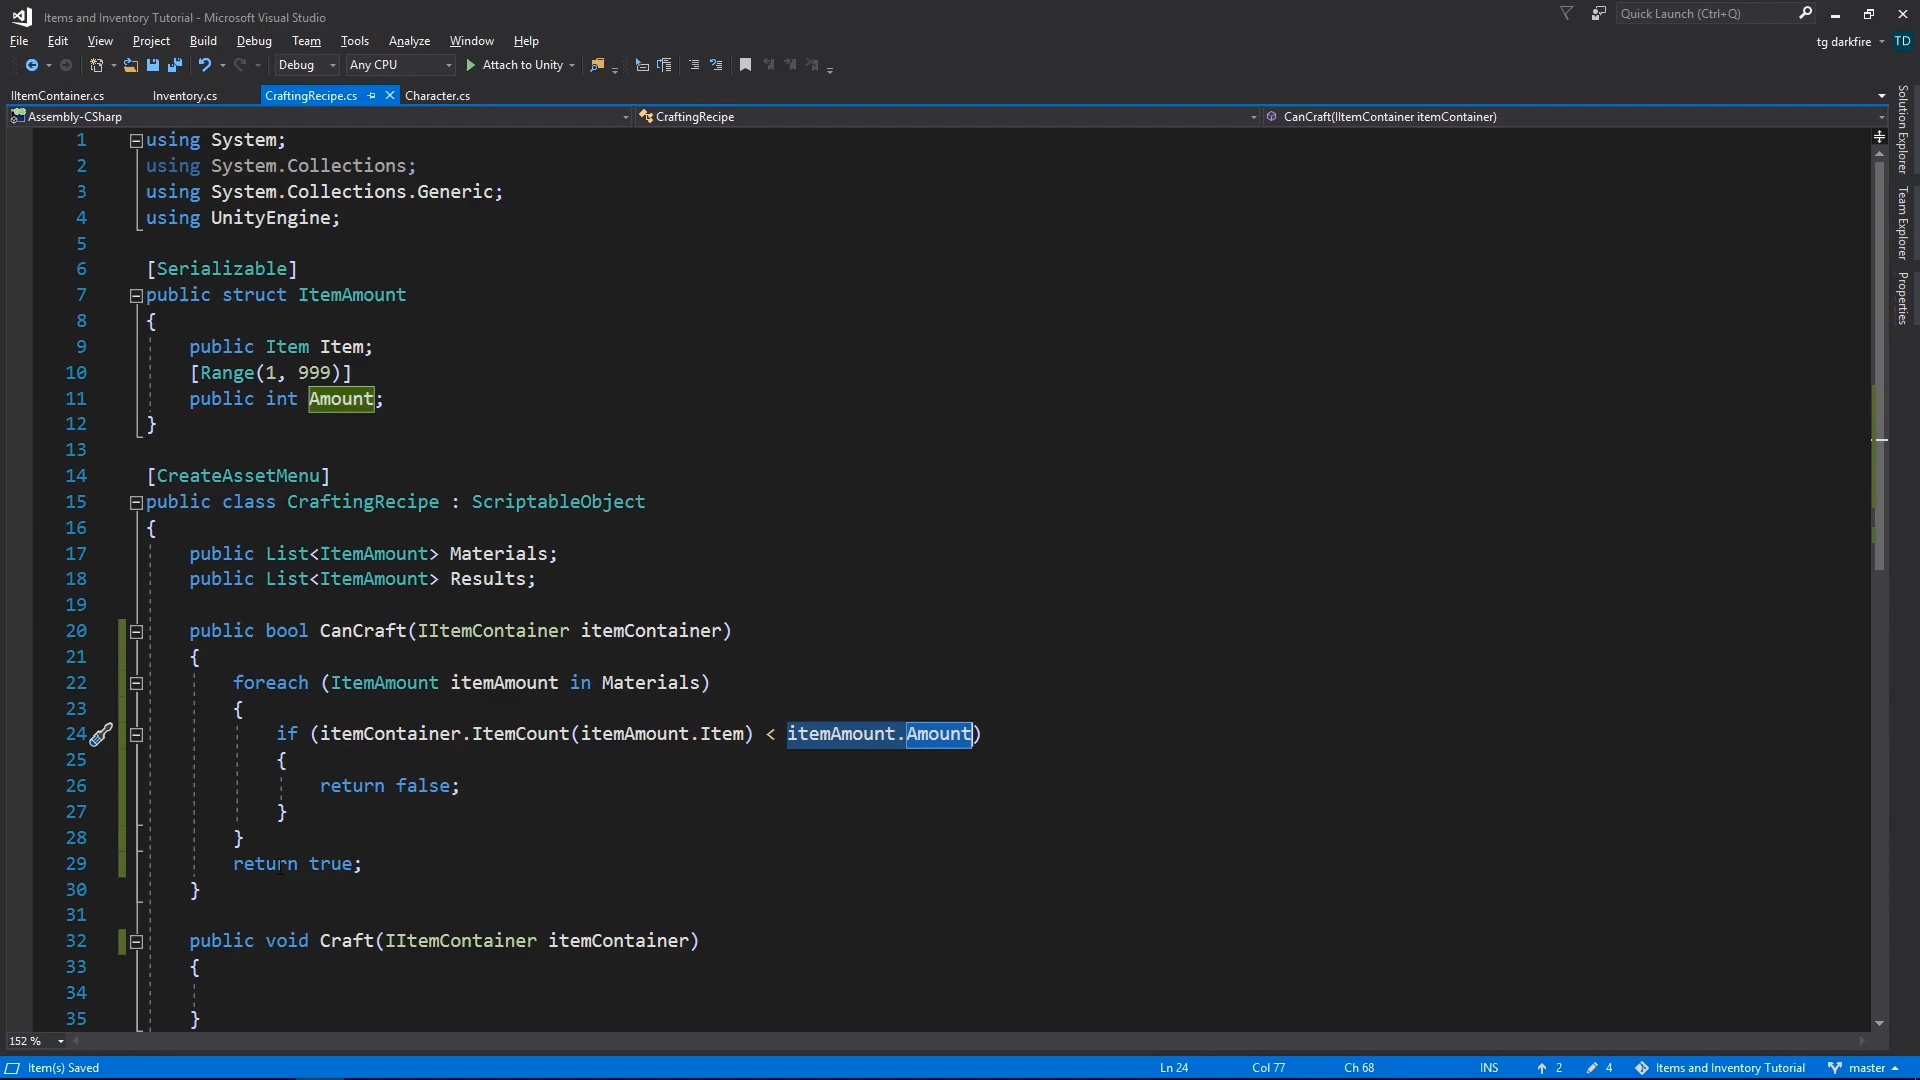 Items and Inventory Tutorial - Microsoft Visual Studio
Quick Launch (Ctrl+Q)
File Edit View Project Build Debug Team Tools Analyze Window Help
tg darkfire TD
Debug Any CPU Attach to Unity
IItemContainer.cs Inventory.cs CraftingRecipe.cs Character.cs
Assembly-CSharp CraftingRecipe CanCraft(IItemContainer itemContainer)
1 using System;
2 using System.Collections;
3 using System.Collections.Generic;
4 using UnityEngine;
5
6 [Serializable]
7 public struct ItemAmount
8 {
9 public Item Item;
10 [Range(1, 999)]
11 public int Amount;
12 }
13
14 [CreateAssetMenu]
15 public class CraftingRecipe : ScriptableObject
16 {
17 public List<ItemAmount> Materials;
18 public List<ItemAmount> Results;
19
20 public bool CanCraft(IItemContainer itemContainer)
21 {
22 foreach (ItemAmount itemAmount in Materials)
23 {
24 if (itemContainer.ItemCount(itemAmount.Item) < itemAmount.Amount)
25 {
26 return false;
27 }
28 }
29 return true;
30 }
31
32 public void Craft(IItemContainer itemContainer)
33 {
34
35 }
Solution Explorer
Team Explorer
Properties
152 %
Item(s) Saved Ln 24 Col 77 Ch 68 INS 2 4 Items and Inventory Tutorial master